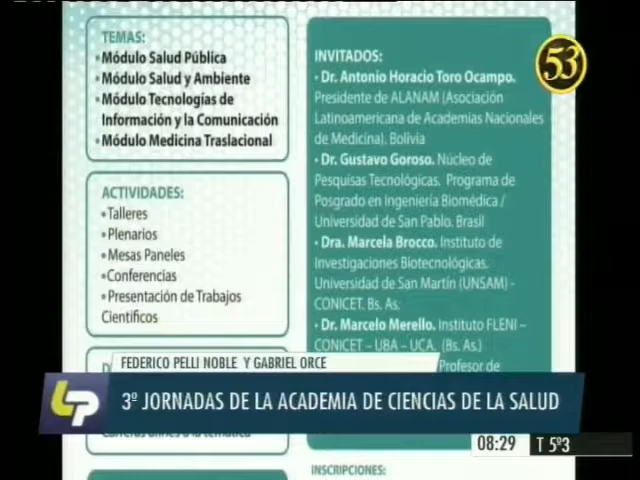 TEMAS:
•Módulo Salud Pública
•Módulo Salud y Ambiente
•Módulo Tecnologías de
Información y la Comunicación
•Módulo Medicina Traslacional
ACTIVIDADES:
•Talleres
•Plenarios
•Mesas Paneles
•Conferencias
•Presentación de Trabajos
Científicos
INVITADOS:
• Dr. Antonio Horacio Toro Ocampo.
Presidente de ALANAM (Asociación
Latinoamericana de Academias Nacionales
de Medicina). Bolivia
• Dr. Gustavo Goroso. Núcleo de
Pesquisas Tecnológicas. Programa de
Posgrado en Ingeniería Biomédica /
Universidad de San Pablo. Brasil
• Dra. Marcela Brocco. Instituto de
Investigaciones Biotecnológicas.
Universidad de San Martín (UNSAM) -
CONICET. Bs. As.
• Dr. Marcelo Merello. Instituto FLENI –
CONICET – UBA – UCA. (Bs. As.)
Profesor de
53
FEDERICO PELLI NOBLE Y GABRIEL ORCE
LP
3º JORNADAS DE LA ACADEMIA DE CIENCIAS DE LA SALUD
08:29 T 5º3
INSCRIPCIONES: